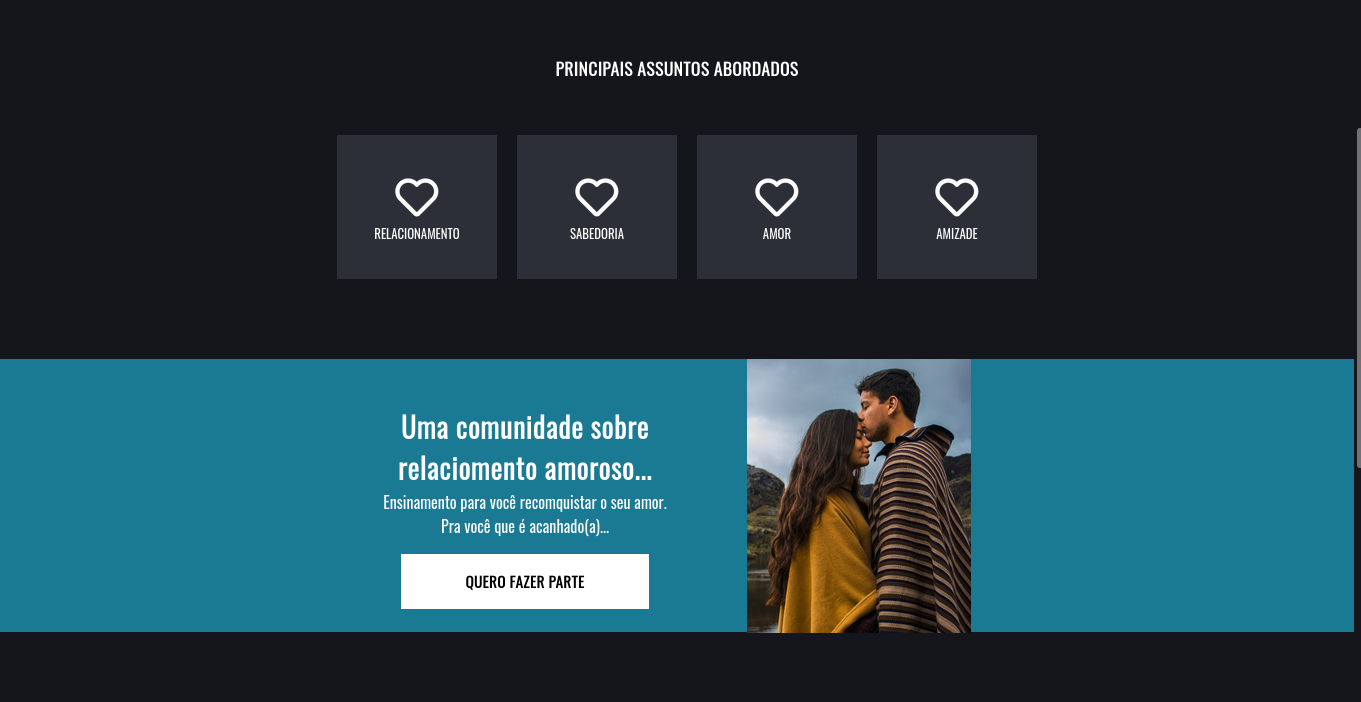 PRINCIPAIS ASSUNTOS ABORDADOS
RELACIONAMENTO
SABEDORIA
AMOR
AMIZADE
Uma comunidade sobre
relaciomento amoroso...
Ensinamento para você recomquistar o seu amor.
Pra você que é acanhado(a)...
QUERO FAZER PARTE